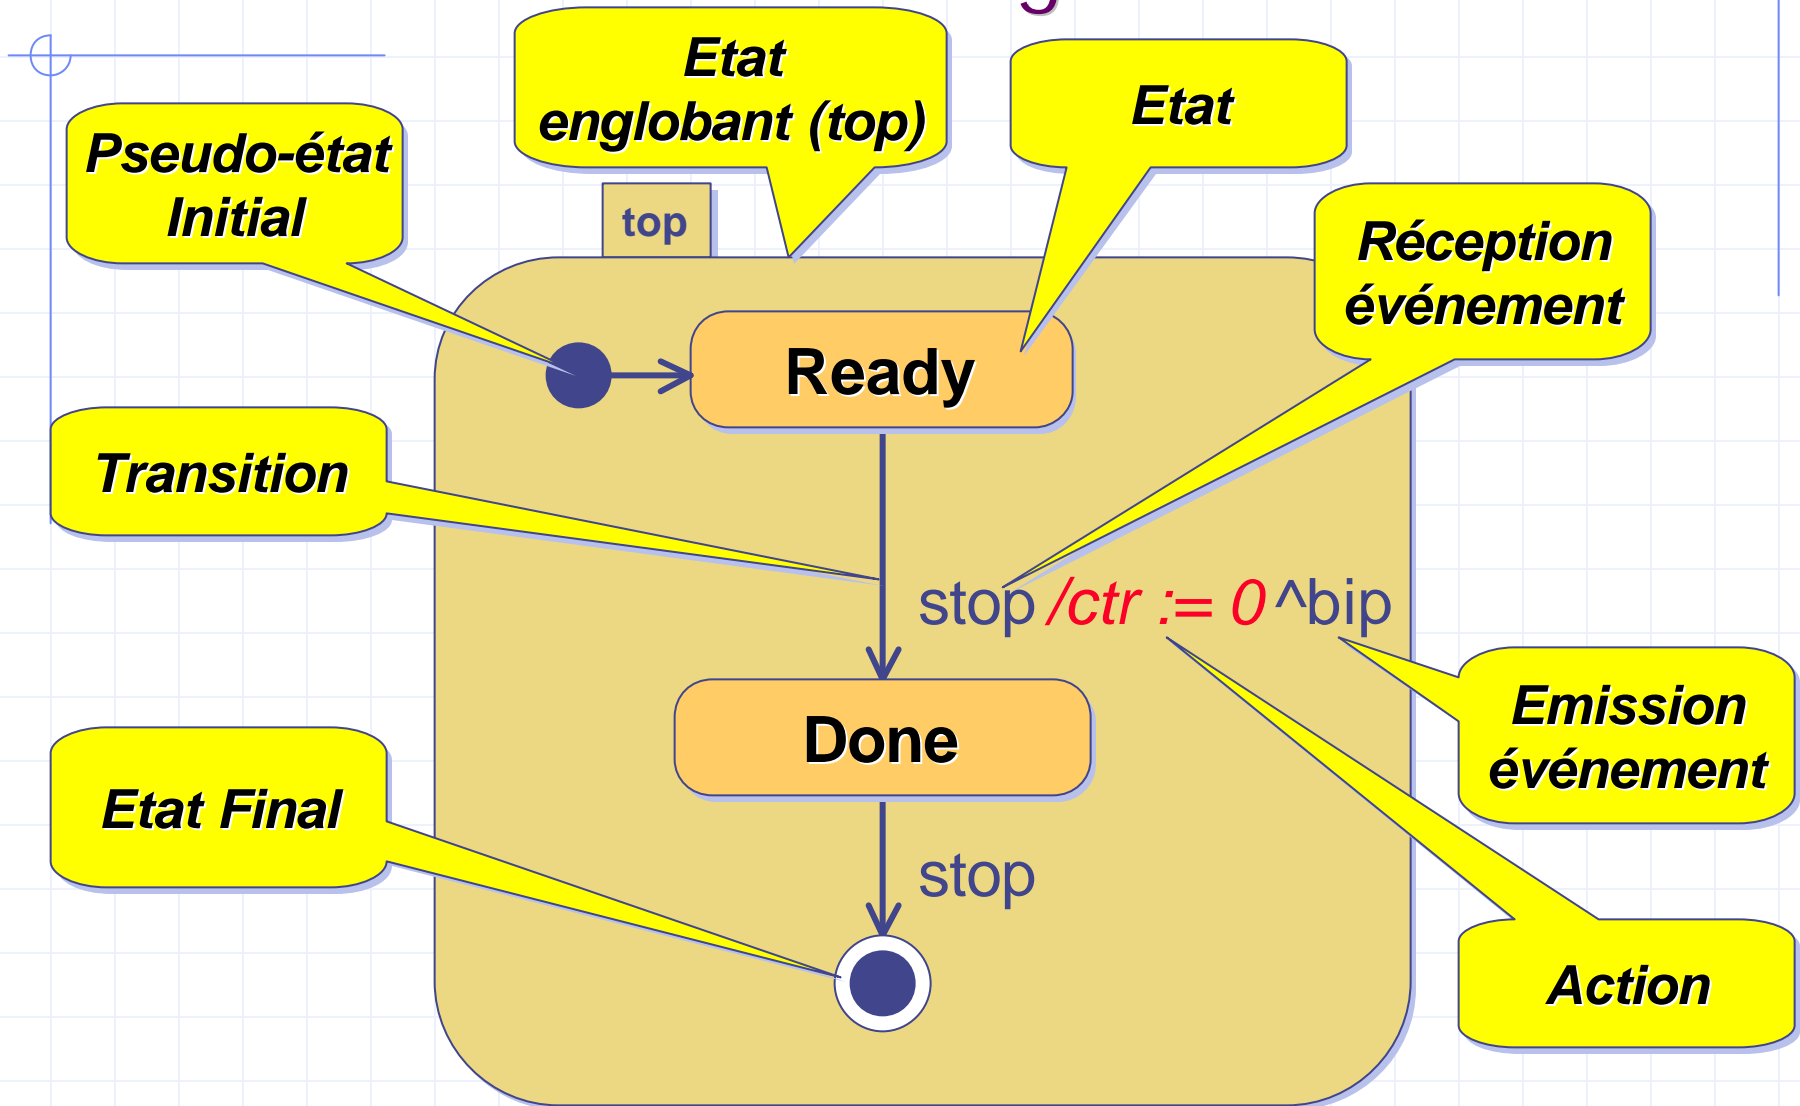 Etat
englobant (top)
Etat
Pseudo-état
Initial
top
Réception
événement
Ready
Transition
stop /ctr := 0 ^bip
Emission
événement
Done
Etat Final
stop
Action